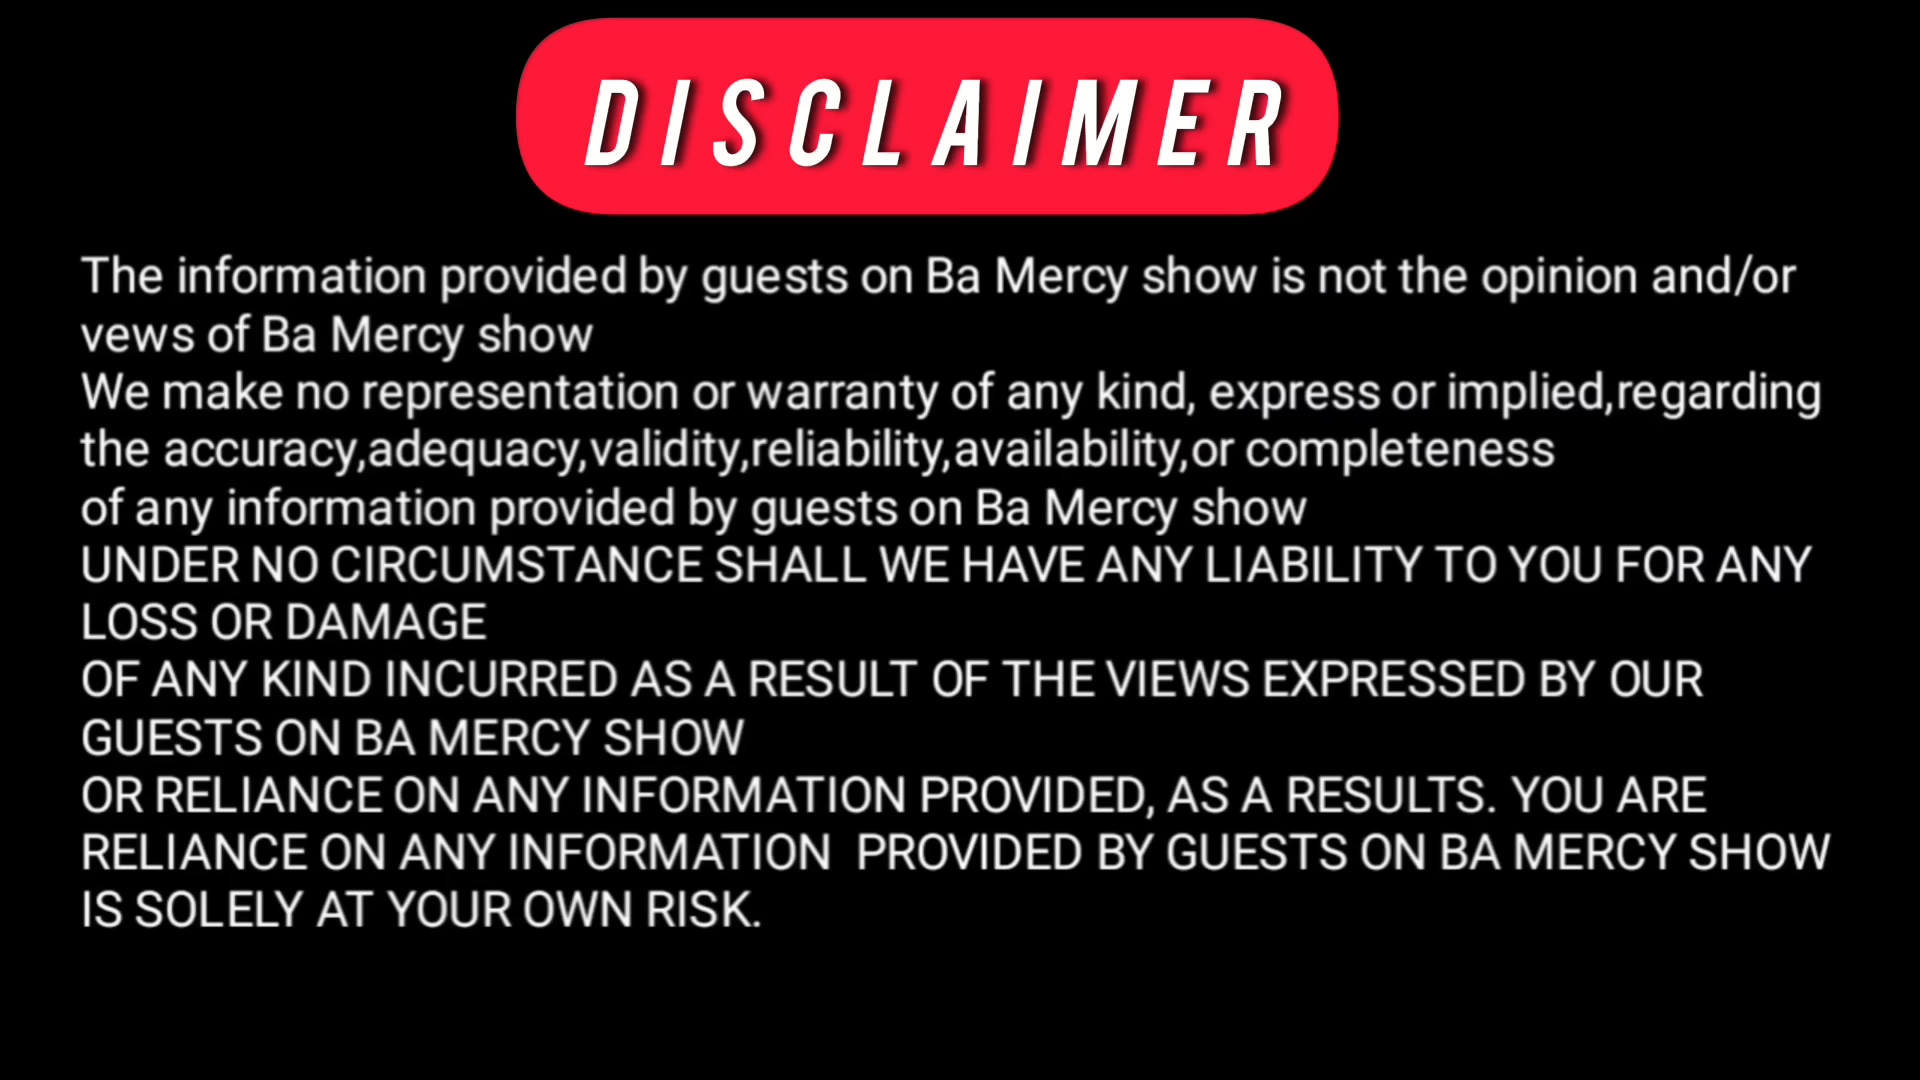 DISCLAIMER
The information provided by guests on Ba Mercy show is not the opinion and/or
vews of Ba Mercy show
We make no representation or warranty of any kind, express or implied,regarding
the accuracy,adequacy,validity,reliability,availability,or completeness
of any information provided by guests on Ba Mercy show
UNDER NO CIRCUMSTANCE SHALL WE HAVE ANY LIABILITY TO YOU FOR ANY
LOSS OR DAMAGE
OF ANY KIND INCURRED AS A RESULT OF THE VIEWS EXPRESSED BY OUR
GUESTS ON BA MERCY SHOW
OR RELIANCE ON ANY INFORMATION PROVIDED, AS A RESULTS. YOU ARE
RELIANCE ON ANY INFORMATION  PROVIDED BY GUESTS ON BA MERCY SHOW
IS SOLELY AT YOUR OWN RISK.